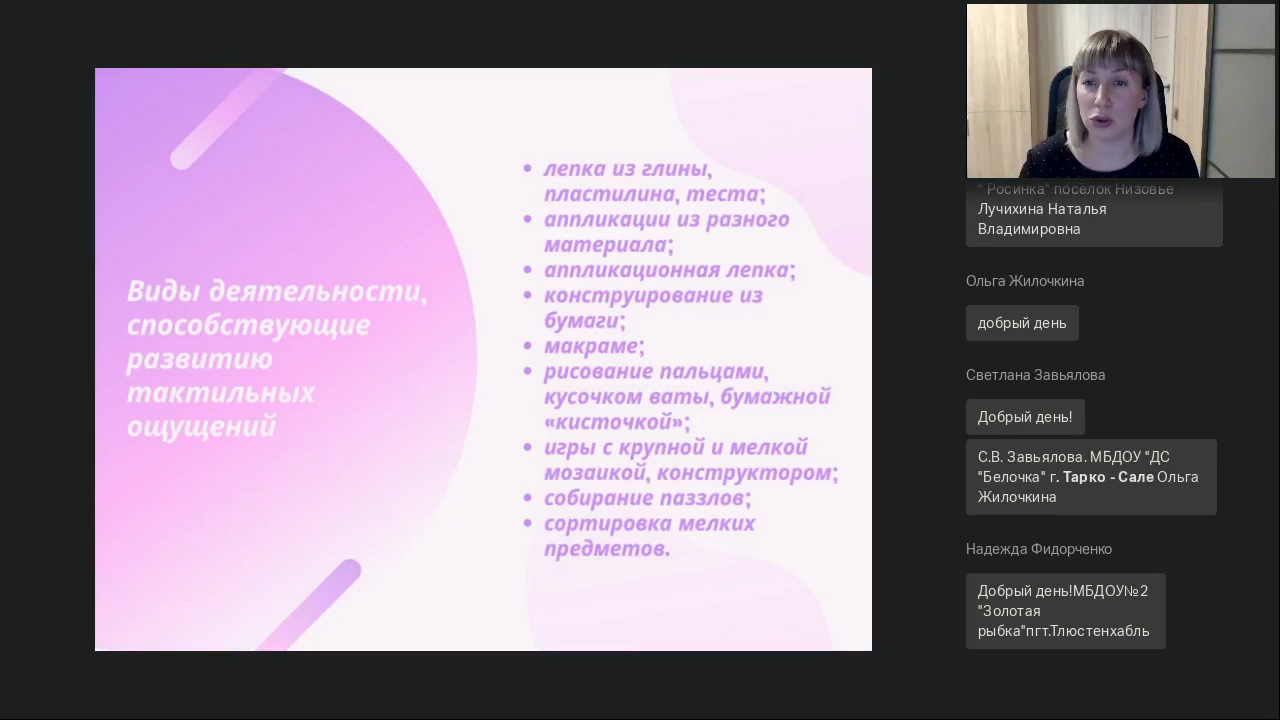 Виды деятельности,
способствующие
развитию
тактильных
ощущений
• лепка из глины,
пластилина, теста;
• аппликации из разного
материала;
• аппликационная лепка;
• конструирование из
бумаги;
• макраме;
• рисование пальцами,
кусочком ваты, бумажной
«кисточкой»;
• игры с крупной и мелкой
мозаикой, конструктором;
• собирание паззлов;
• сортировка мелких
предметов.
" Росинка" поселок Низовье
Лучихина Наталья
Владимировна
Ольга Жилочкина
добрый день
Светлана Завьялова
Добрый день!
С.В. Завьялова. МБДОУ "ДС
"Белочка" г. Тарко - Сале Ольга
Жилочкина
Надежда Фидорченко
Добрый день!МБДОУ№2
"Золотая
рыбка"пгт.Тлюстенхабль